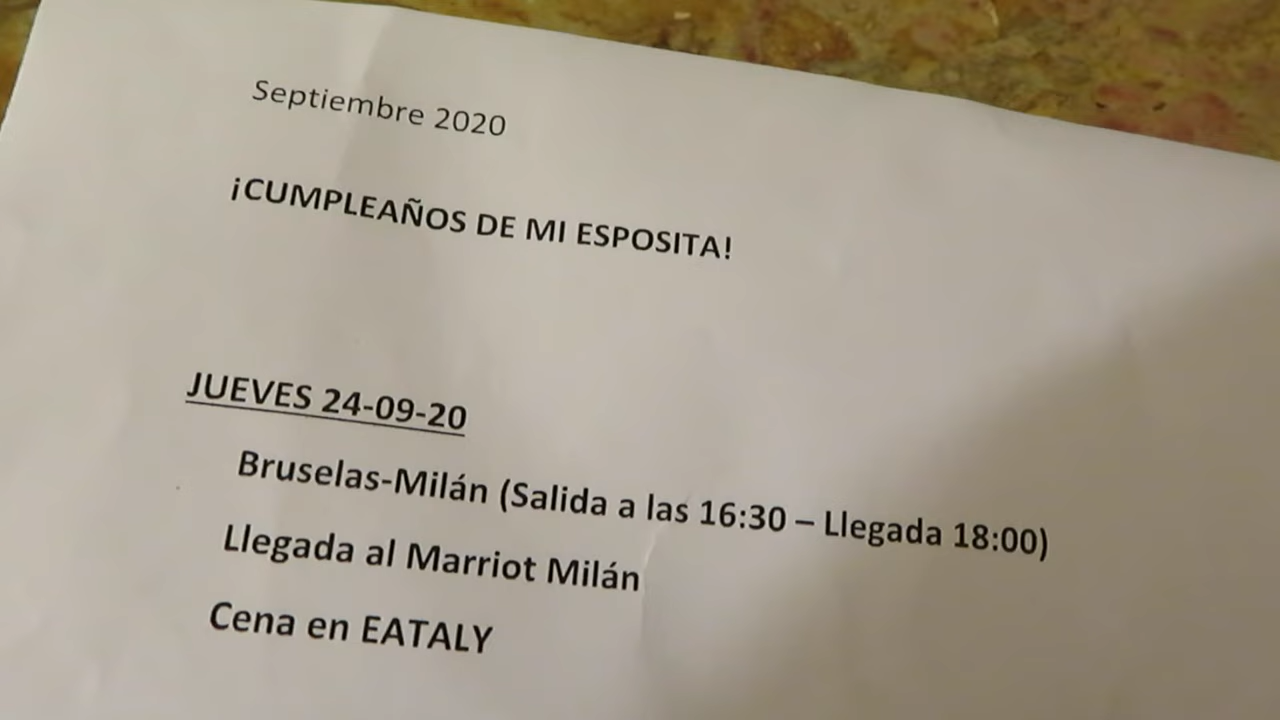 Septiembre 2020
¡CUMPLEAÑOS DE MI ESPOSITA!
JUEVES 24-09-20
Bruselas-Milán (Salida a las 16:30 – Llegada 18:00)
Llegada al Marriot Milán
Cena en EATALY